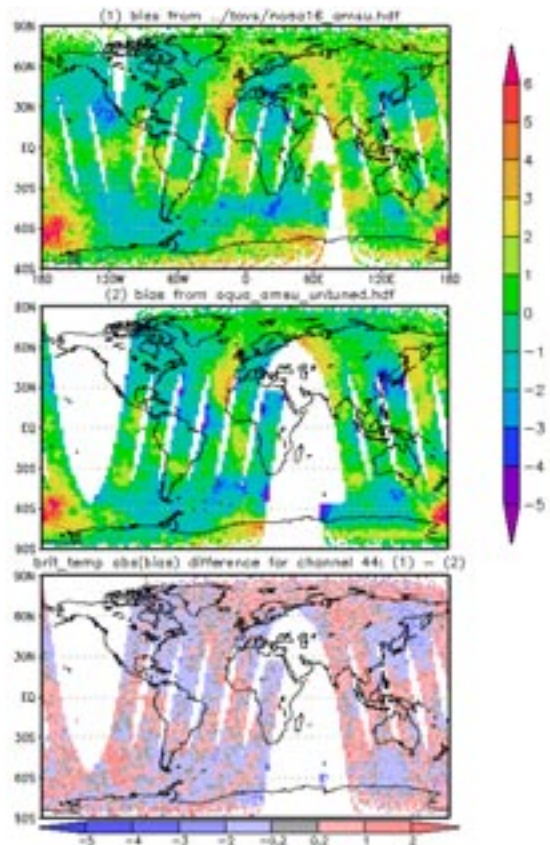 (1) bias from ../tovs/noaa16_amsu.hdf
90N
60N
30N
EQ
30S
60S
90S
180 120W 60W 0 60E 120E 180
6
5
4
3
2
1
0
-1
-2
-3
-4
-5
(2) bias from aqua_amsu_untuned.hdf
90N
60N
30N
EQ
30S
60S
90S
brit_temp abs(bias) difference for channel 44: (1) - (2)
90N
60N
30N
EQ
30S
60S
90S
-5 -4 -3 -2 -0.2 0.2 1 2